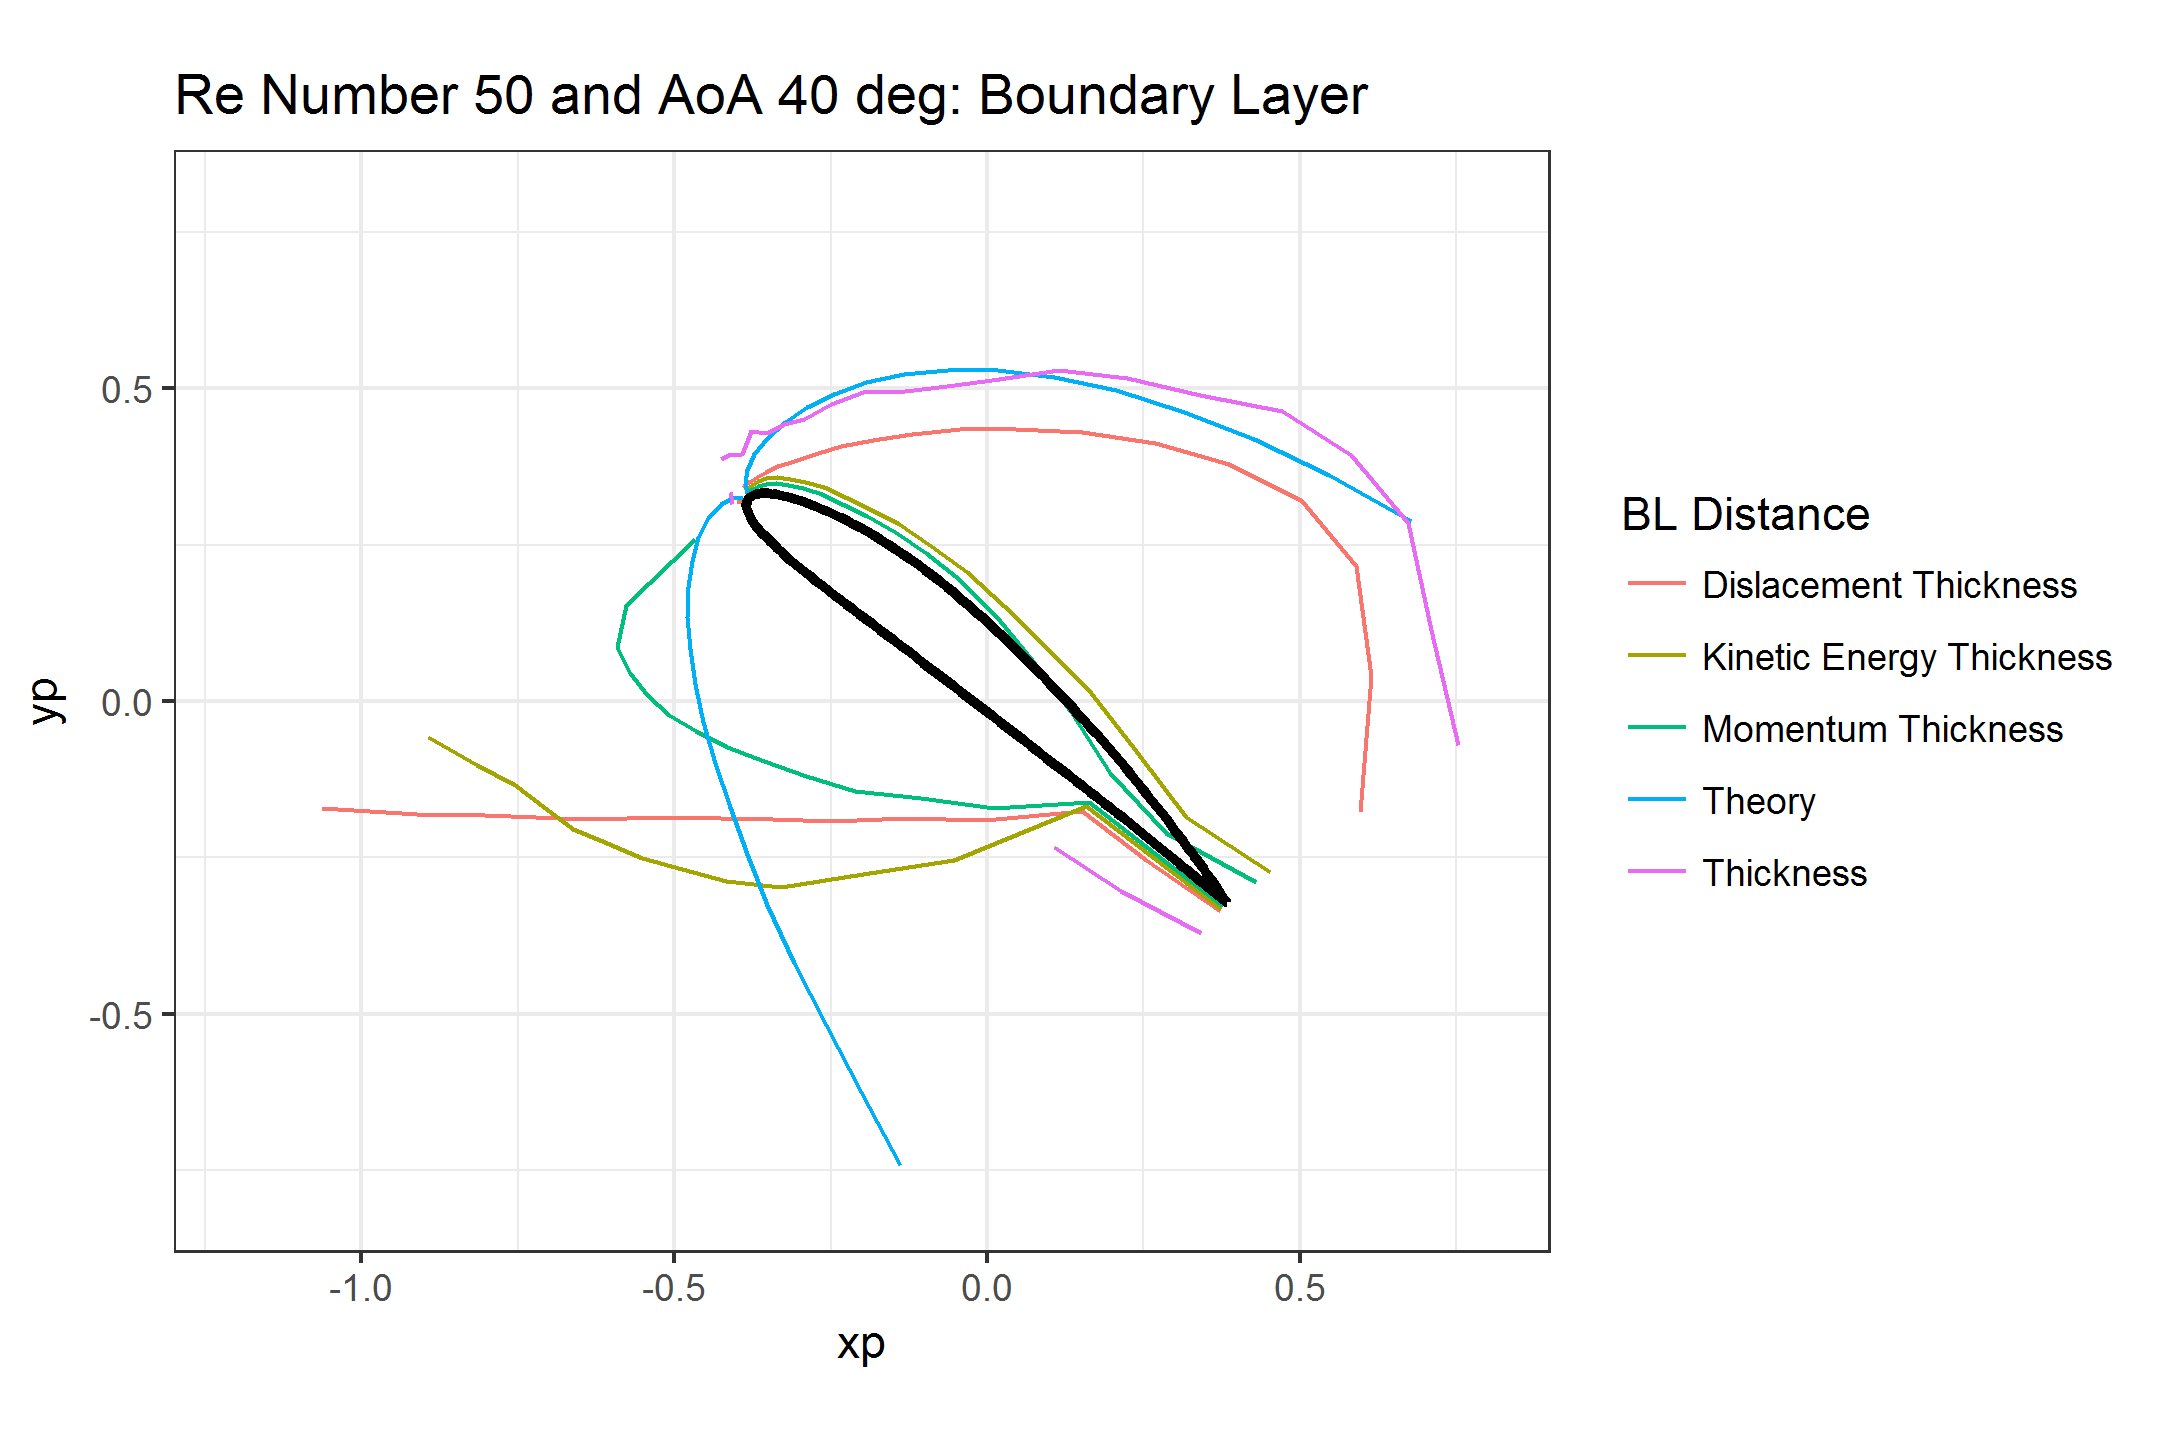 Re Number 50 and AoA 40 deg: Boundary Layer
yp
0.5
0.0
-0.5
-1.0
-0.5
0.0
0.5
xp
BL Distance
Dislacement Thickness
Kinetic Energy Thickness
Momentum Thickness
Theory
Thickness